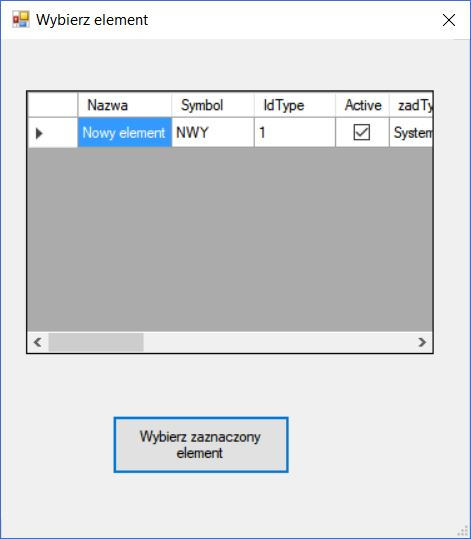 Wybierz element
Nazwa Symbol IdType Active zadTy
Nowy element NWY 1 System
Wybierz zaznaczony
element